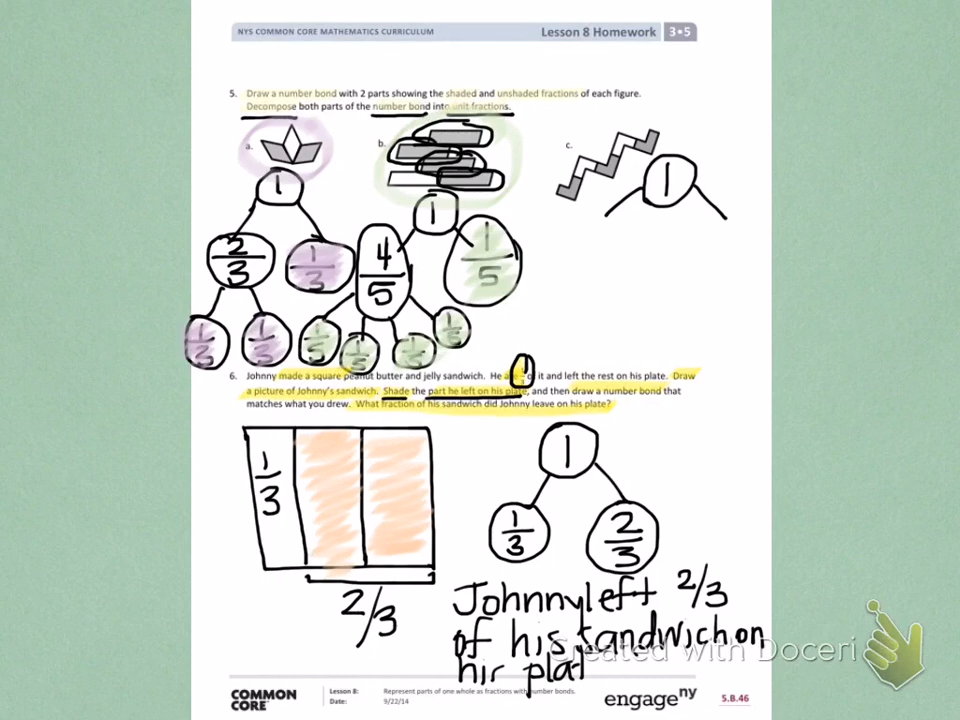 NYS COMMON CORE MATHEMATICS CURRICULUM
Lesson 8 Homework 3•5
5. Draw a number bond with 2 parts showing the shaded and unshaded fractions of each figure.
Decompose both parts of the number bond into unit fractions.
a. b. c.
1
2/3 1/3
1/3 1/3
1
4/5 1/5
1/5 1/5 1/5 1/5
1
6. Johnny made a square peanut butter and jelly sandwich. He of it and left the rest on his plate. Draw
a picture of Johnny's sandwich. Shade the part he left on his plate, and then draw a number bond that
matches what you drew. What fraction of his sandwich did Johnny leave on his plate?
1/3
2/3
1
1/3 2/3
Johnny left 2/3
of his sandwich on
his plat
Created with Doceri
COMMON CORE
Lesson 8: Represent parts of one whole as fractions with number bonds.
Date: 9/22/14
engage ny
5.B.46